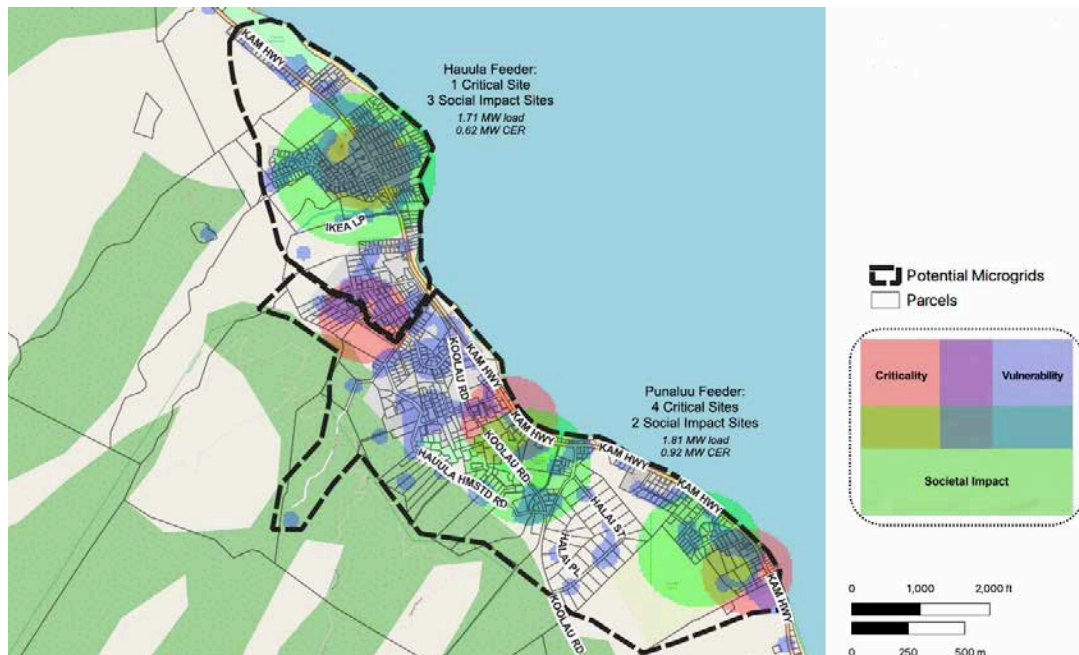 KAM HWY
Hauula Feeder:
1 Critical Site
3 Social Impact Sites
1.71 MW load
0.62 MW CER
IKEA LP
KOOLAU RD
KAM HWY
Punaluu Feeder:
4 Critical Sites
2 Social Impact Sites
1.81 MW load
0.92 MW CER
KAM HWY
KOOLAU RD
HAUULA HMSTD RD
KAM HWY
KAM HWY
HALAI ST
HALAI PL
KOOLAU RD
KAM HWY
Potential Microgrids
Parcels
Criticality
Vulnerability
Societal Impact
0 1,000 2,000 ft
0 250 500 m